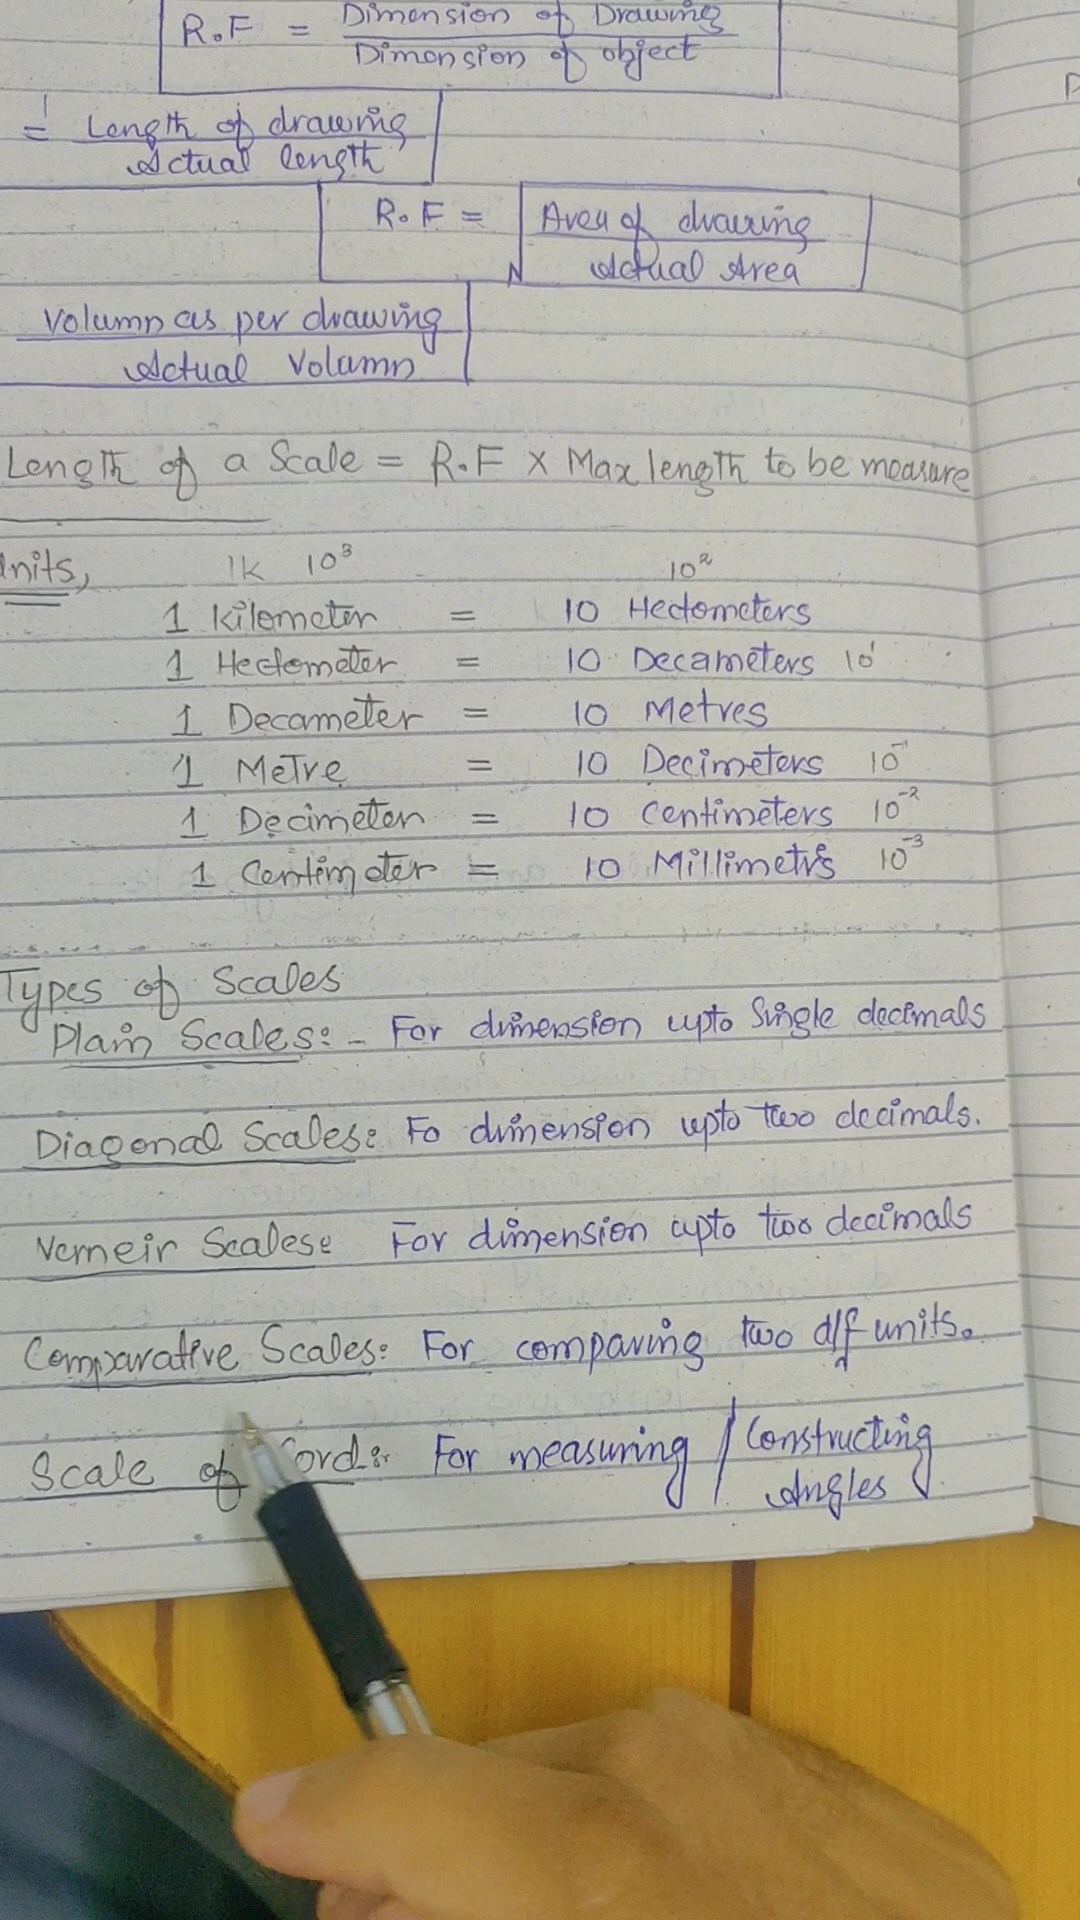 R.F = Dimension of Drawing
Dimension of object
= Length of drawing
Actual length
R.F = √ Area of drawing
Actual Area
Volumn as per drawing
Actual Volumn
Length of a Scale = R.F × Max length to be measure
Units, 1k 10³ 10²
1 Kilometer = 10 Hectometers
1 Hectometer = 10 Decameters 10¹
1 Decameter = 10 Metres
1 Metre = 10 Decimeters 10⁻¹
1 Decimeter = 10 Centimeters 10⁻²
1 Centimeter = 10 Millimetrs 10⁻³
Types of Scales
Plain Scales:- For dimension upto Single decimals
Diagonal Scales: Fo dimension upto two decimals.
Verneir Scales: For dimension upto two decimals
Comparative Scales: For comparing two diff units.
Scale of Cords: For measuring / Constructing
Angles